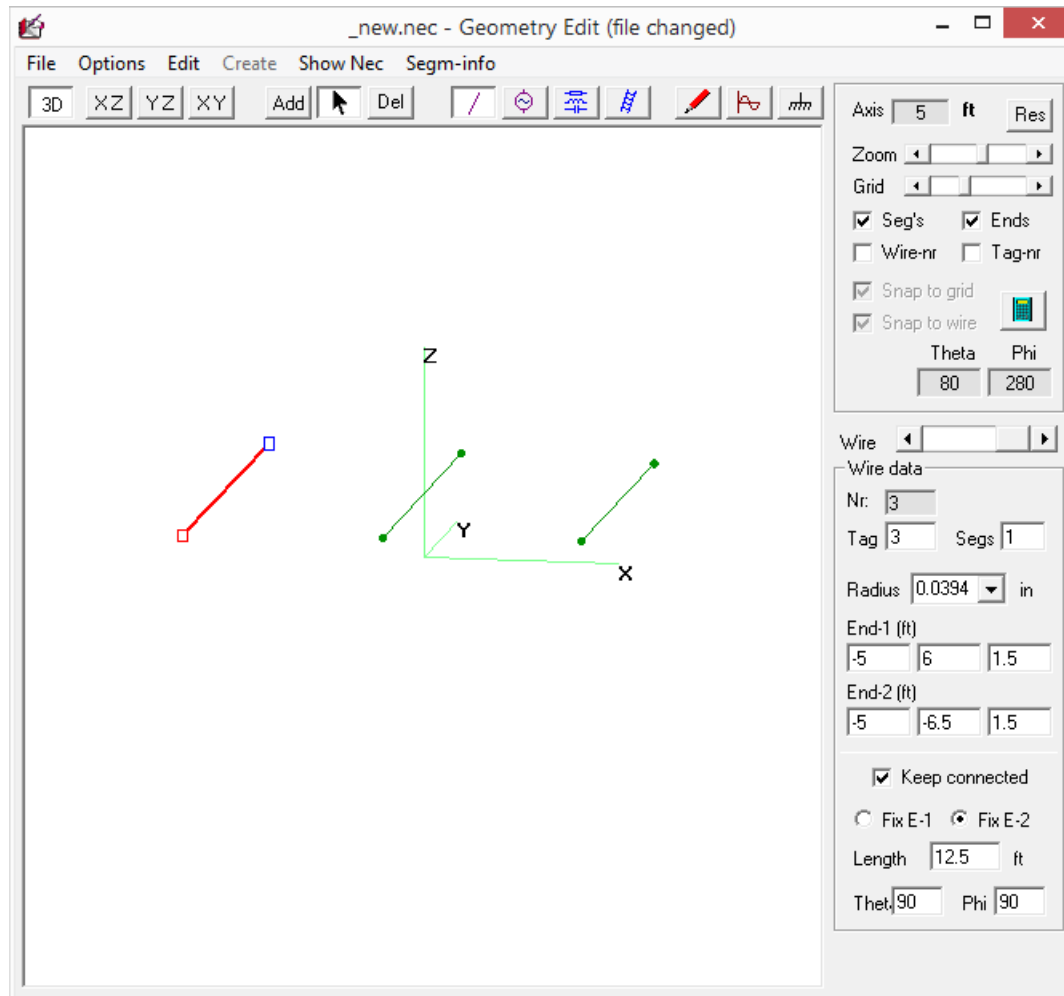 _new.nec - Geometry Edit (file changed)
File Options Edit Create Show Nec Segm-info
3D XZ YZ XY Add Del
Axis 5 ft Res
Zoom
Grid
Seg's Ends
Wire-nr Tag-nr
Snap to grid
Snap to wire
Theta Phi
80 280
Z
Y
X
Wire
Wire data
Nr: 3
Tag 3 Segs 1
Radius 0.0394 in
End-1 (ft)
-5 6 1.5
End-2 (ft)
-5 -6.5 1.5
Keep connected
Fix E-1 Fix E-2
Length 12.5 ft
Thet. 90 Phi 90